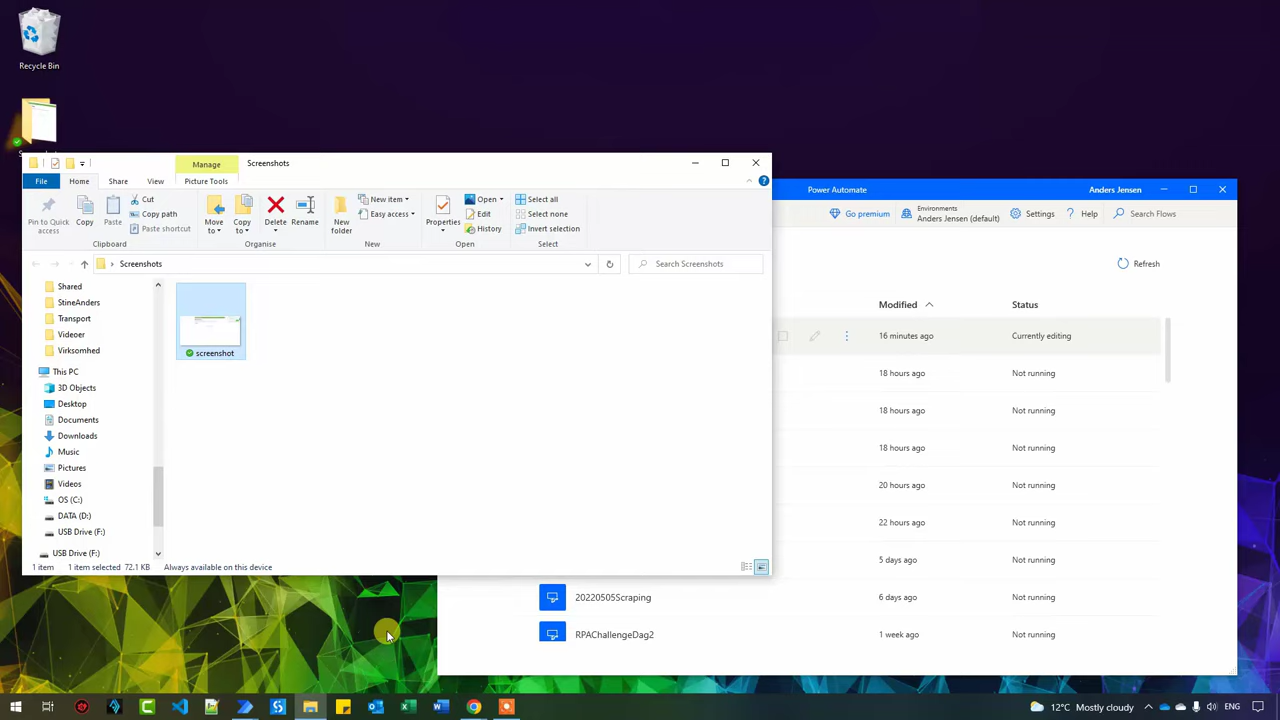 Recycle Bin
Manage
Screenshots
File
Home
Share
View
Picture Tools
Pin to Quick access
Copy
Paste
Cut
Copy path
Paste shortcut
Clipboard
Move to
Copy to
Delete
Rename
Organise
New folder
New item
Easy access
New
Properties
Open
Edit
History
Open
Select all
Select none
Invert selection
Select
Screenshots
Search Screenshots
Shared
StineAnders
Transport
Videoer
Virksomhed
This PC
3D Objects
Desktop
Documents
Downloads
Music
Pictures
Videos
OS (C:)
DATA (D:)
USB Drive (F:)
USB Drive (F:)
screenshot
1 item
1 item selected 72.1 KB
Always available on this device
Power Automate
Anders Jensen
Go premium
Environments
Anders Jensen (default)
Settings
Help
Search Flows
Refresh
Modified
Status
16 minutes ago
Currently editing
18 hours ago
Not running
18 hours ago
Not running
18 hours ago
Not running
20 hours ago
Not running
22 hours ago
Not running
5 days ago
Not running
20220505Scraping
6 days ago
Not running
RPAChallengeDag2
1 week ago
Not running
12°C Mostly cloudy
ENG